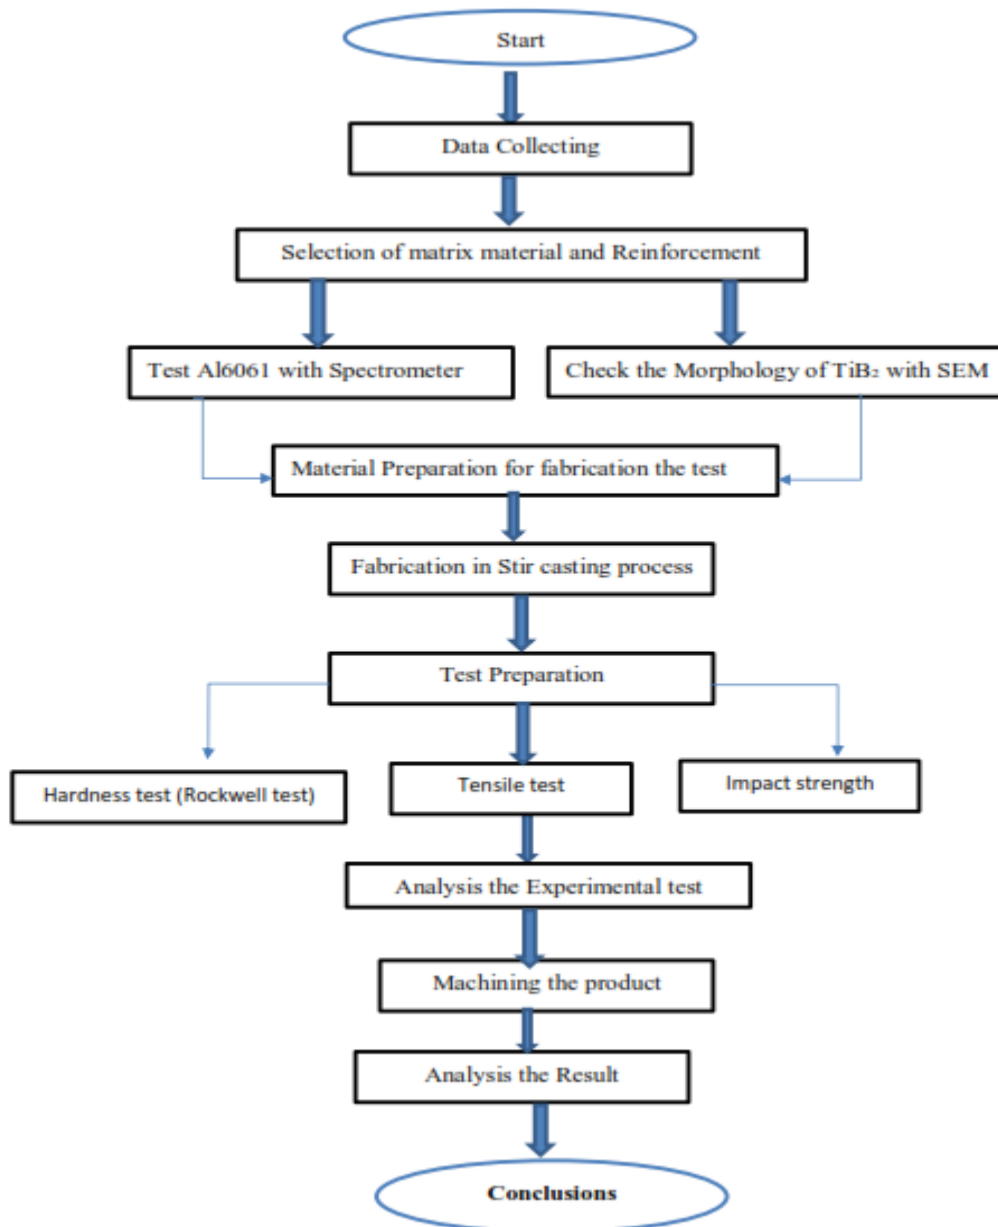 Start
Data Collecting
Selection of matrix material and Reinforcement
Test Al6061 with Spectrometer
Check the Morphology of TiB₂ with SEM
Material Preparation for fabrication the test
Fabrication in Stir casting process
Test Preparation
Hardness test (Rockwell test)
Tensile test
Impact strength
Analysis the Experimental test
Machining the product
Analysis the Result
Conclusions